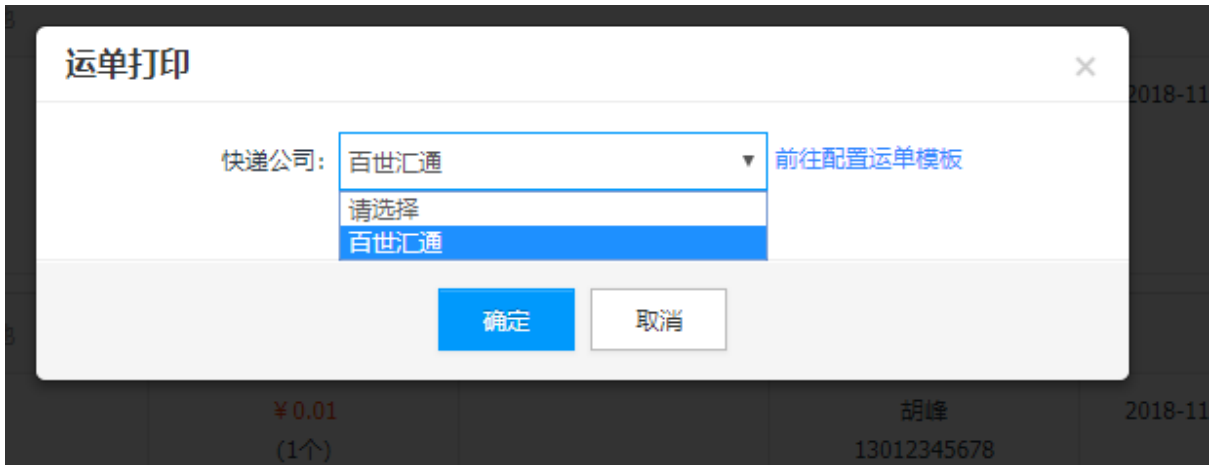 运单打印
×
2018-11
快递公司：
百世汇通
前往配置运单模板
请选择
百世汇通
确定
取消
￥0.01
胡峰
2018-11
(1个)
13012345678